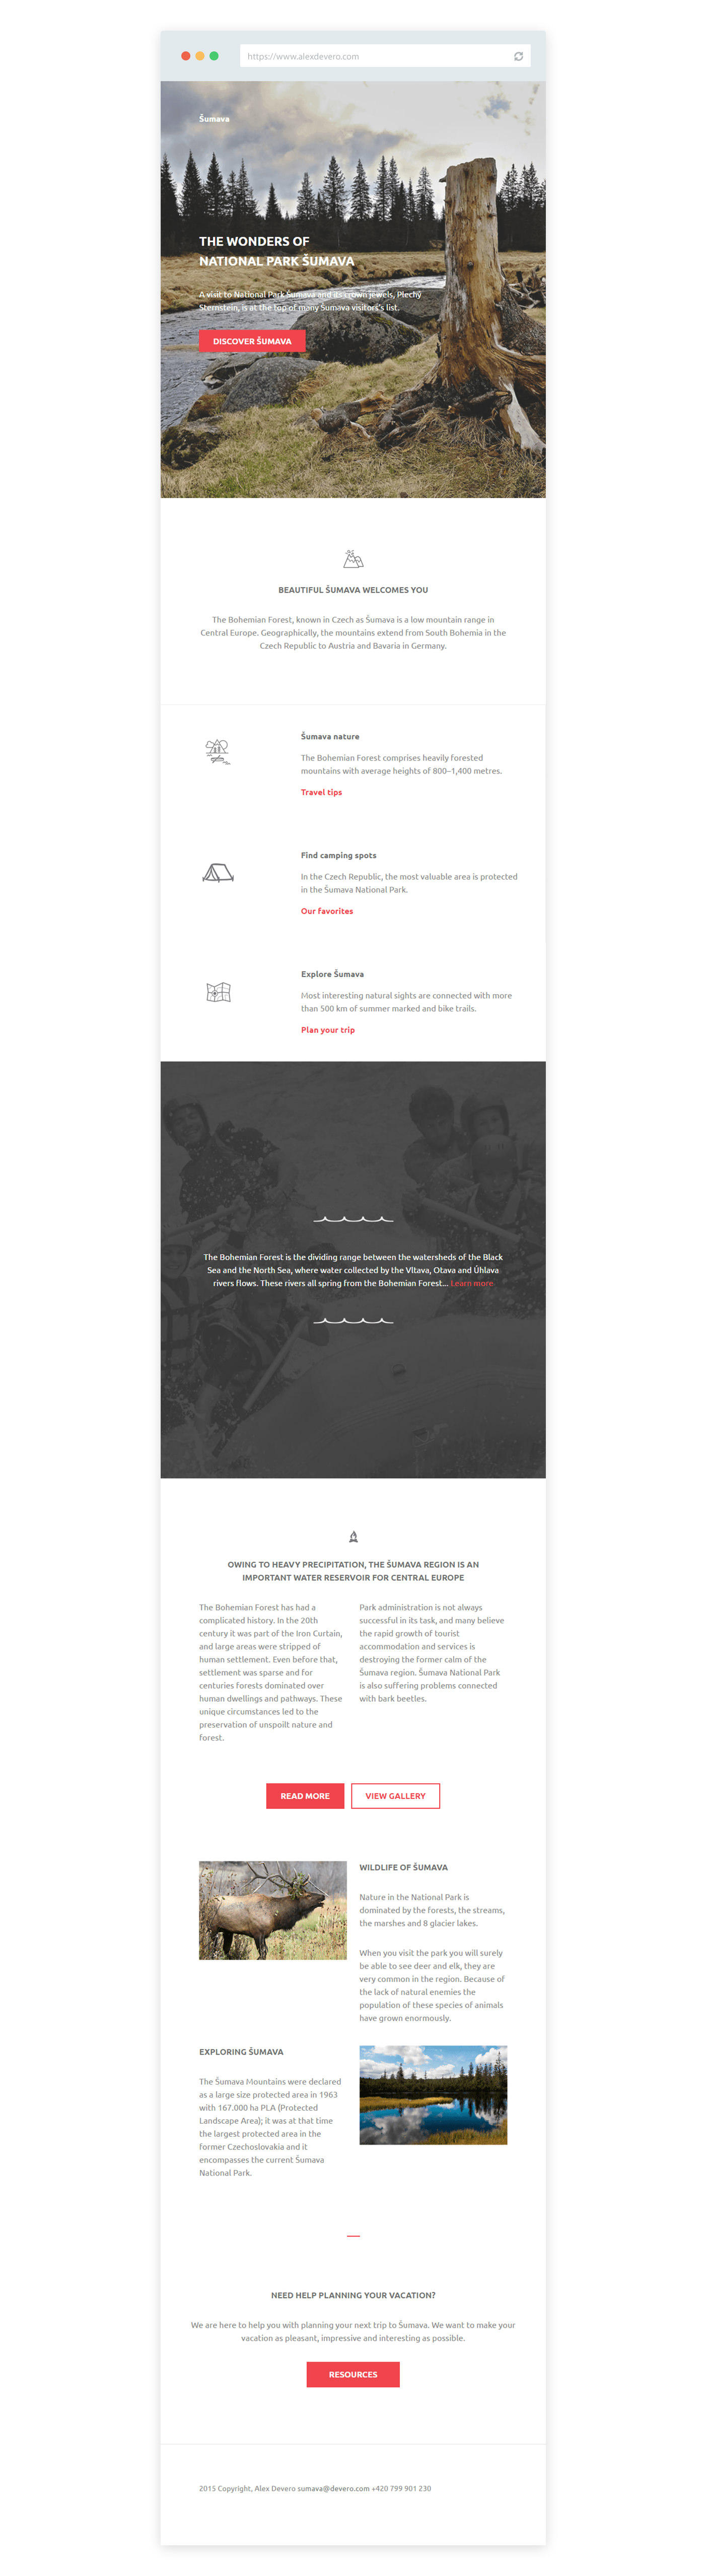 https://www.alexdevero.com
Šumava
THE WONDERS OF
NATIONAL PARK ŠUMAVA
A visit to National Park Šumava and its crown jewels, Plechý
Sternstein, is at the top of many Šumava visitors's list.
DISCOVER ŠUMAVA
BEAUTIFUL ŠUMAVA WELCOMES YOU
The Bohemian Forest, known in Czech as Šumava is a low mountain range in
Central Europe. Geographically, the mountains extend from South Bohemia in the
Czech Republic to Austria and Bavaria in Germany.
Šumava nature
The Bohemian Forest comprises heavily forested
mountains with average heights of 800–1,400 metres.
Travel tips
Find camping spots
In the Czech Republic, the most valuable area is protected
in the Šumava National Park.
Our favorites
Explore Šumava
Most interesting natural sights are connected with more
than 500 km of summer marked and bike trails.
Plan your trip
The Bohemian Forest is the dividing range between the watersheds of the Black
Sea and the North Sea, where water collected by the Vltava, Otava and Úhlava
rivers flows. These rivers all spring from the Bohemian Forest... Learn more
OWING TO HEAVY PRECIPITATION, THE ŠUMAVA REGION IS AN
IMPORTANT WATER RESERVOIR FOR CENTRAL EUROPE
The Bohemian Forest has had a
complicated history. In the 20th
century it was part of the Iron Curtain,
and large areas were stripped of
human settlement. Even before that,
settlement was sparse and for
centuries forests dominated over
human dwellings and pathways. These
unique circumstances led to the
preservation of unspoilt nature and
forest.
Park administration is not always
successful in its task, and many believe
the rapid growth of tourist
accommodation and services is
destroying the former calm of the
Šumava region. Šumava National Park
is also suffering problems connected
with bark beetles.
READ MORE
VIEW GALLERY
WILDLIFE OF ŠUMAVA
Nature in the National Park is
dominated by the forests, the streams,
the marshes and 8 glacier lakes.
When you visit the park you will surely
be able to see deer and elk, they are
very common in the region. Because of
the lack of natural enemies the
population of these species of animals
have grown enormously.
EXPLORING ŠUMAVA
The Šumava Mountains were declared
as a large size protected area in 1963
with 167.000 ha PLA (Protected
Landscape Area); it was at that time
the largest protected area in the
former Czechoslovakia and it
encompasses the current Šumava
National Park.
NEED HELP PLANNING YOUR VACATION?
We are here to help you with planning your next trip to Šumava. We want to make your
vacation as pleasant, impressive and interesting as possible.
RESOURCES
2015 Copyright, Alex Devero sumava@devero.com +420 799 901 230